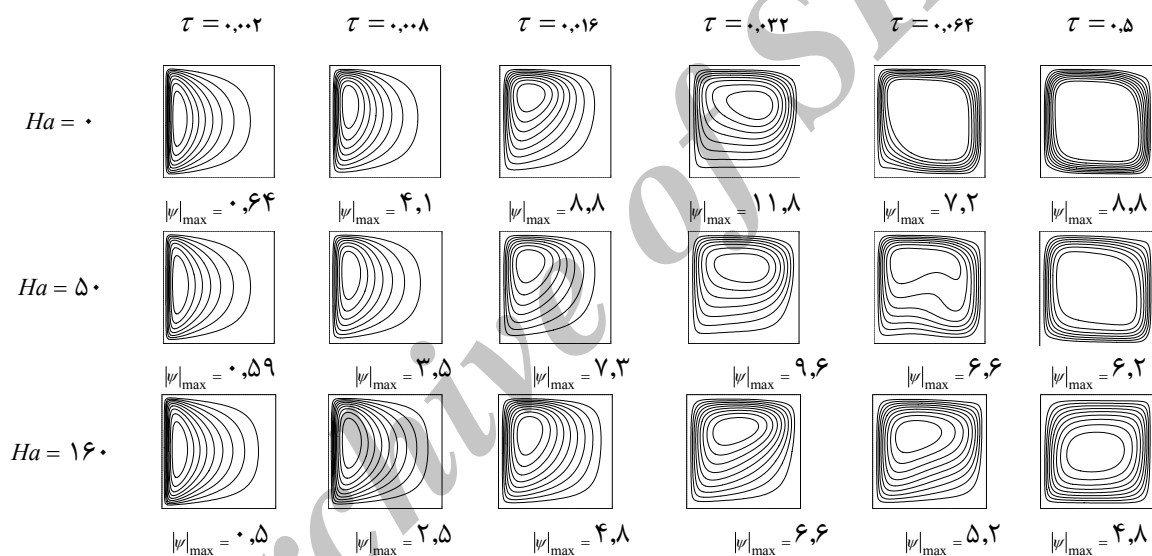 τ = ۰,۰۰۲ τ = ۰,۰۰۸ τ = ۰,۰۱۶ τ = ۰,۰۳۲ τ = ۰,۰۶۴ τ = ۰,۵
Ha = ۰
|ψ|max = ۰,۶۴ |ψ|max = ۴,۱ |ψ|max = ۸,۸ |ψ|max = ۱۱,۸ |ψ|max = ۷,۲ |ψ|max = ۸,۸
Ha = ۵۰
|ψ|max = ۰,۵۹ |ψ|max = ۳,۵ |ψ|max = ۷,۳ |ψ|max = ۹,۶ |ψ|max = ۶,۶ |ψ|max = ۶,۲
Ha = ۱۶۰
|ψ|max = ۰,۵ |ψ|max = ۲,۵ |ψ|max = ۴,۸ |ψ|max = ۶,۶ |ψ|max = ۵,۲ |ψ|max = ۴,۸
chive of S